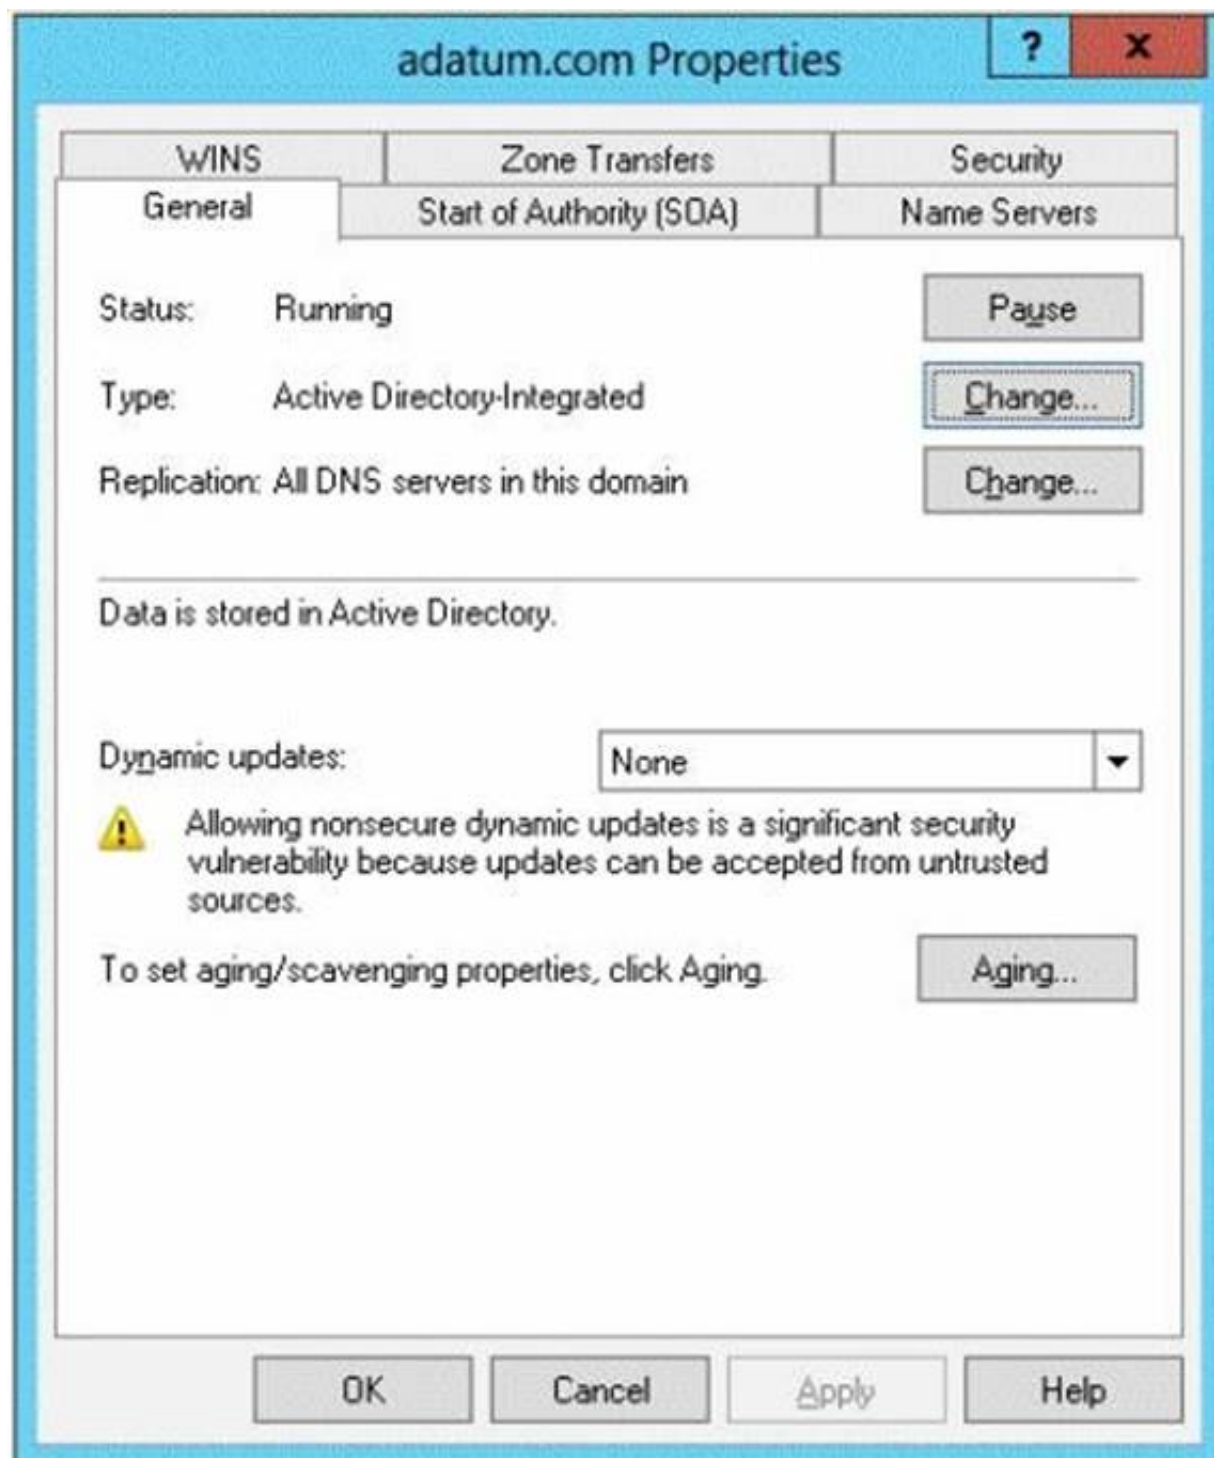 adatum.com Properties
?
x
WINS
Zone Transfers
Security
General
Start of Authority (SOA)
Name Servers
Status: Running
Pause
Type: Active Directory-Integrated
Change...
Replication: All DNS servers in this domain
Change...
Data is stored in Active Directory.
Dynamic updates:
None
Allowing nonsecure dynamic updates is a significant security
vulnerability because updates can be accepted from untrusted
sources.
To set aging/scavenging properties, click Aging.
Aging...
OK
Cancel
Apply
Help